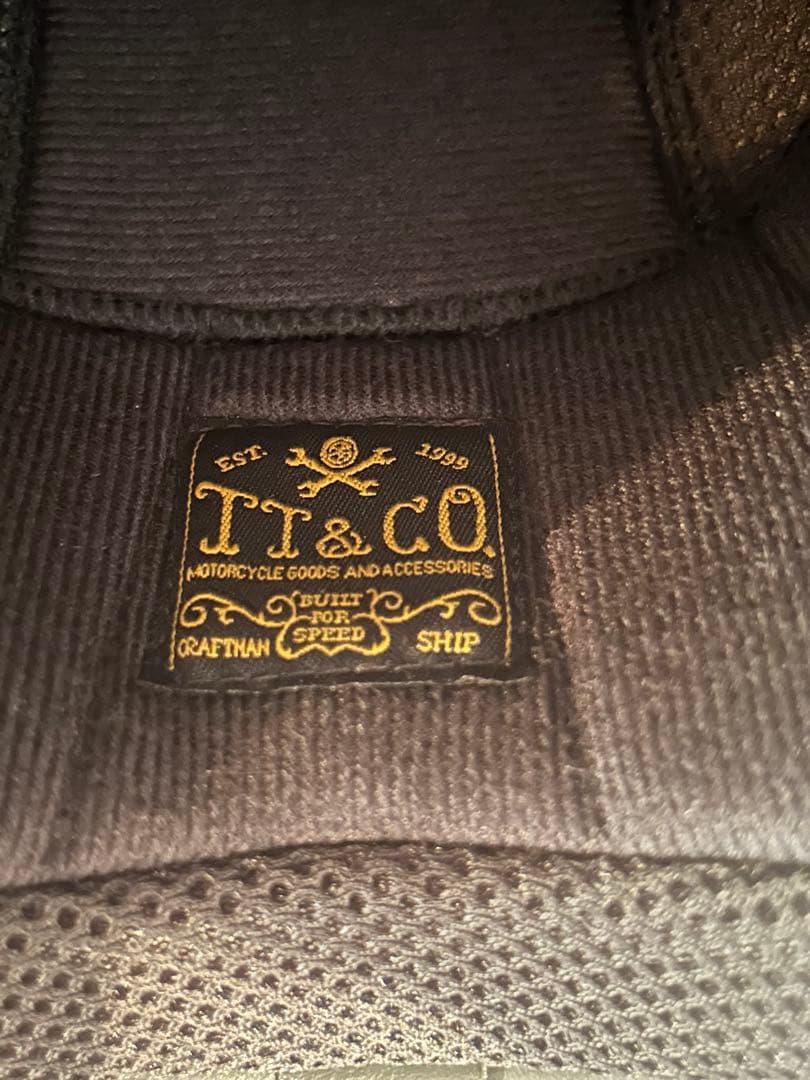 EST. 1999
TT & CO.
MOTORCYCLE GOODS AND ACCESSORIES
BUILT
FOR
SPEED
CRAFTMAN SHIP